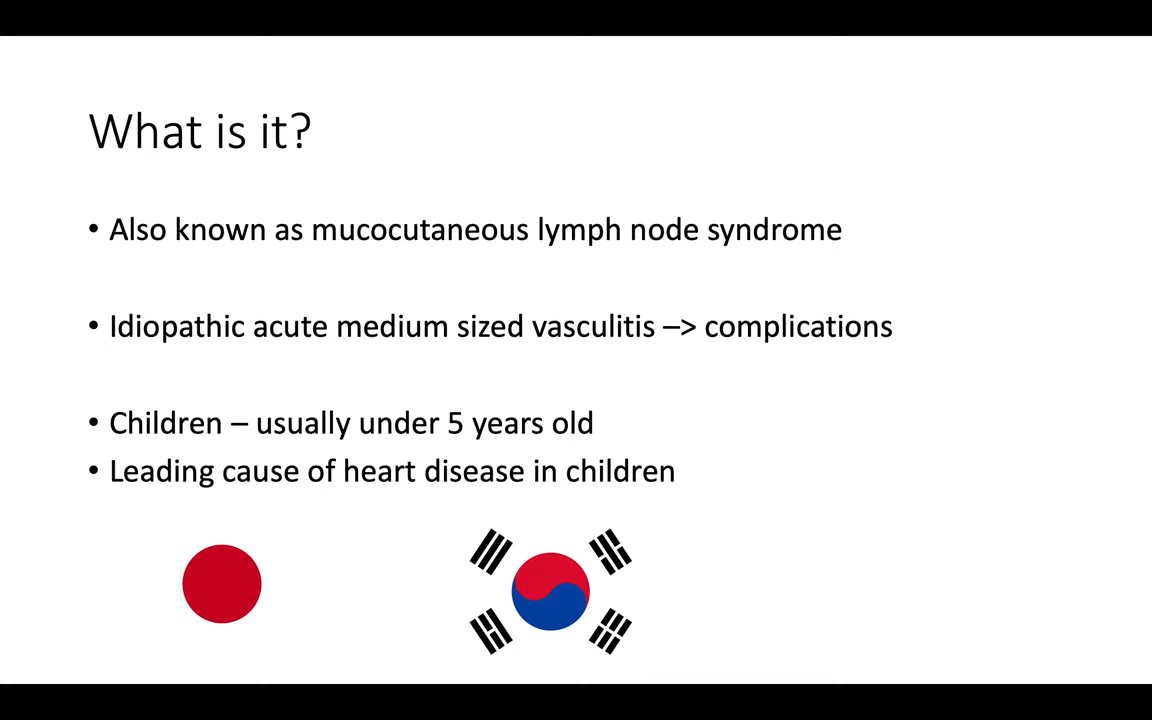 What is it?
• Also known as mucocutaneous lymph node syndrome
• Idiopathic acute medium sized vasculitis –> complications
• Children – usually under 5 years old
• Leading cause of heart disease in children